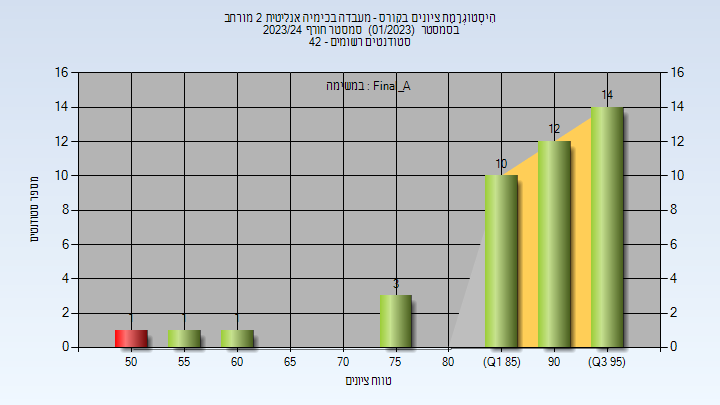 הִיסְטוֹגְרָמַת ציונים בקורס - מעבדה בכימיה אנליטית 2 מורחב
בסמסטר (01/2023) סמסטר חורף 2023/24
סטודנטים רשומים - 42
במשימה : Final_A
מספר סטודנטים
16 16
14 14
12 12
10 10
8 8
6 6
4 4
2 2
0 0
1 1 1 3 10 12 14
50 55 60 65 70 75 80 (Q1 85) 90 (Q3 95)
טווח ציונים